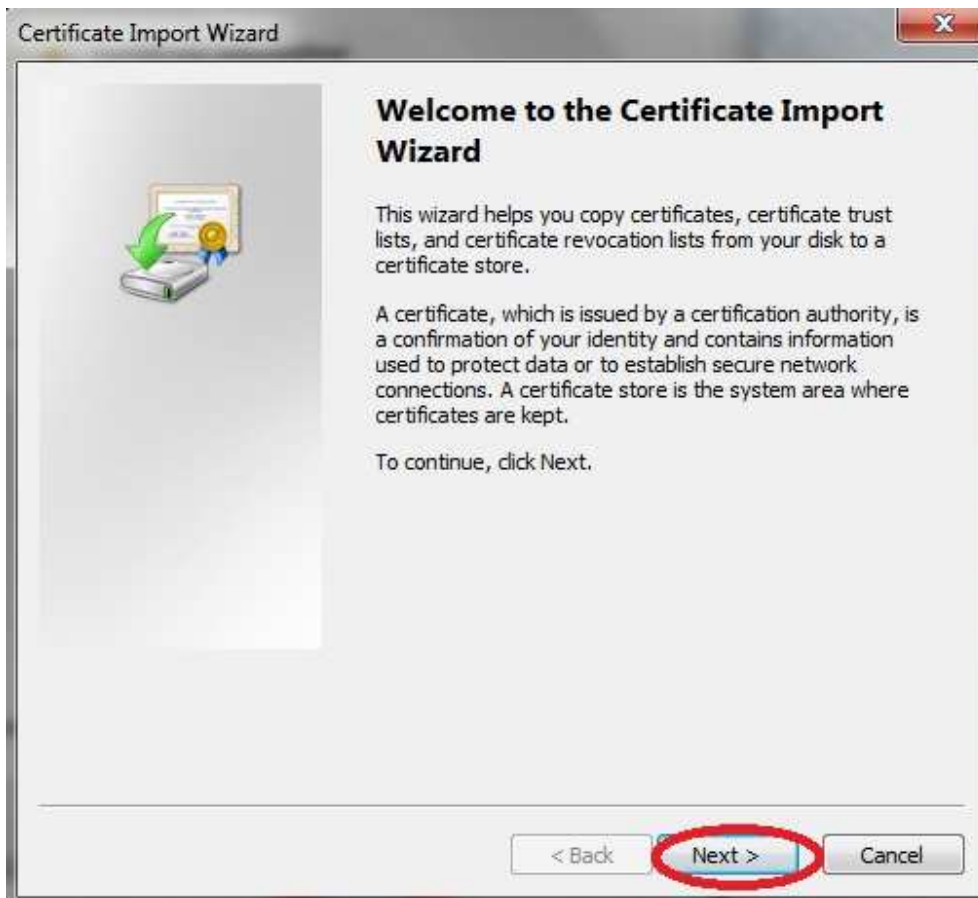 Certificate Import Wizard
Welcome to the Certificate Import
Wizard
This wizard helps you copy certificates, certificate trust
lists, and certificate revocation lists from your disk to a
certificate store.
A certificate, which is issued by a certification authority, is
a confirmation of your identity and contains information
used to protect data or to establish secure network
connections. A certificate store is the system area where
certificates are kept.
To continue, click Next.
< Back
Next >
Cancel